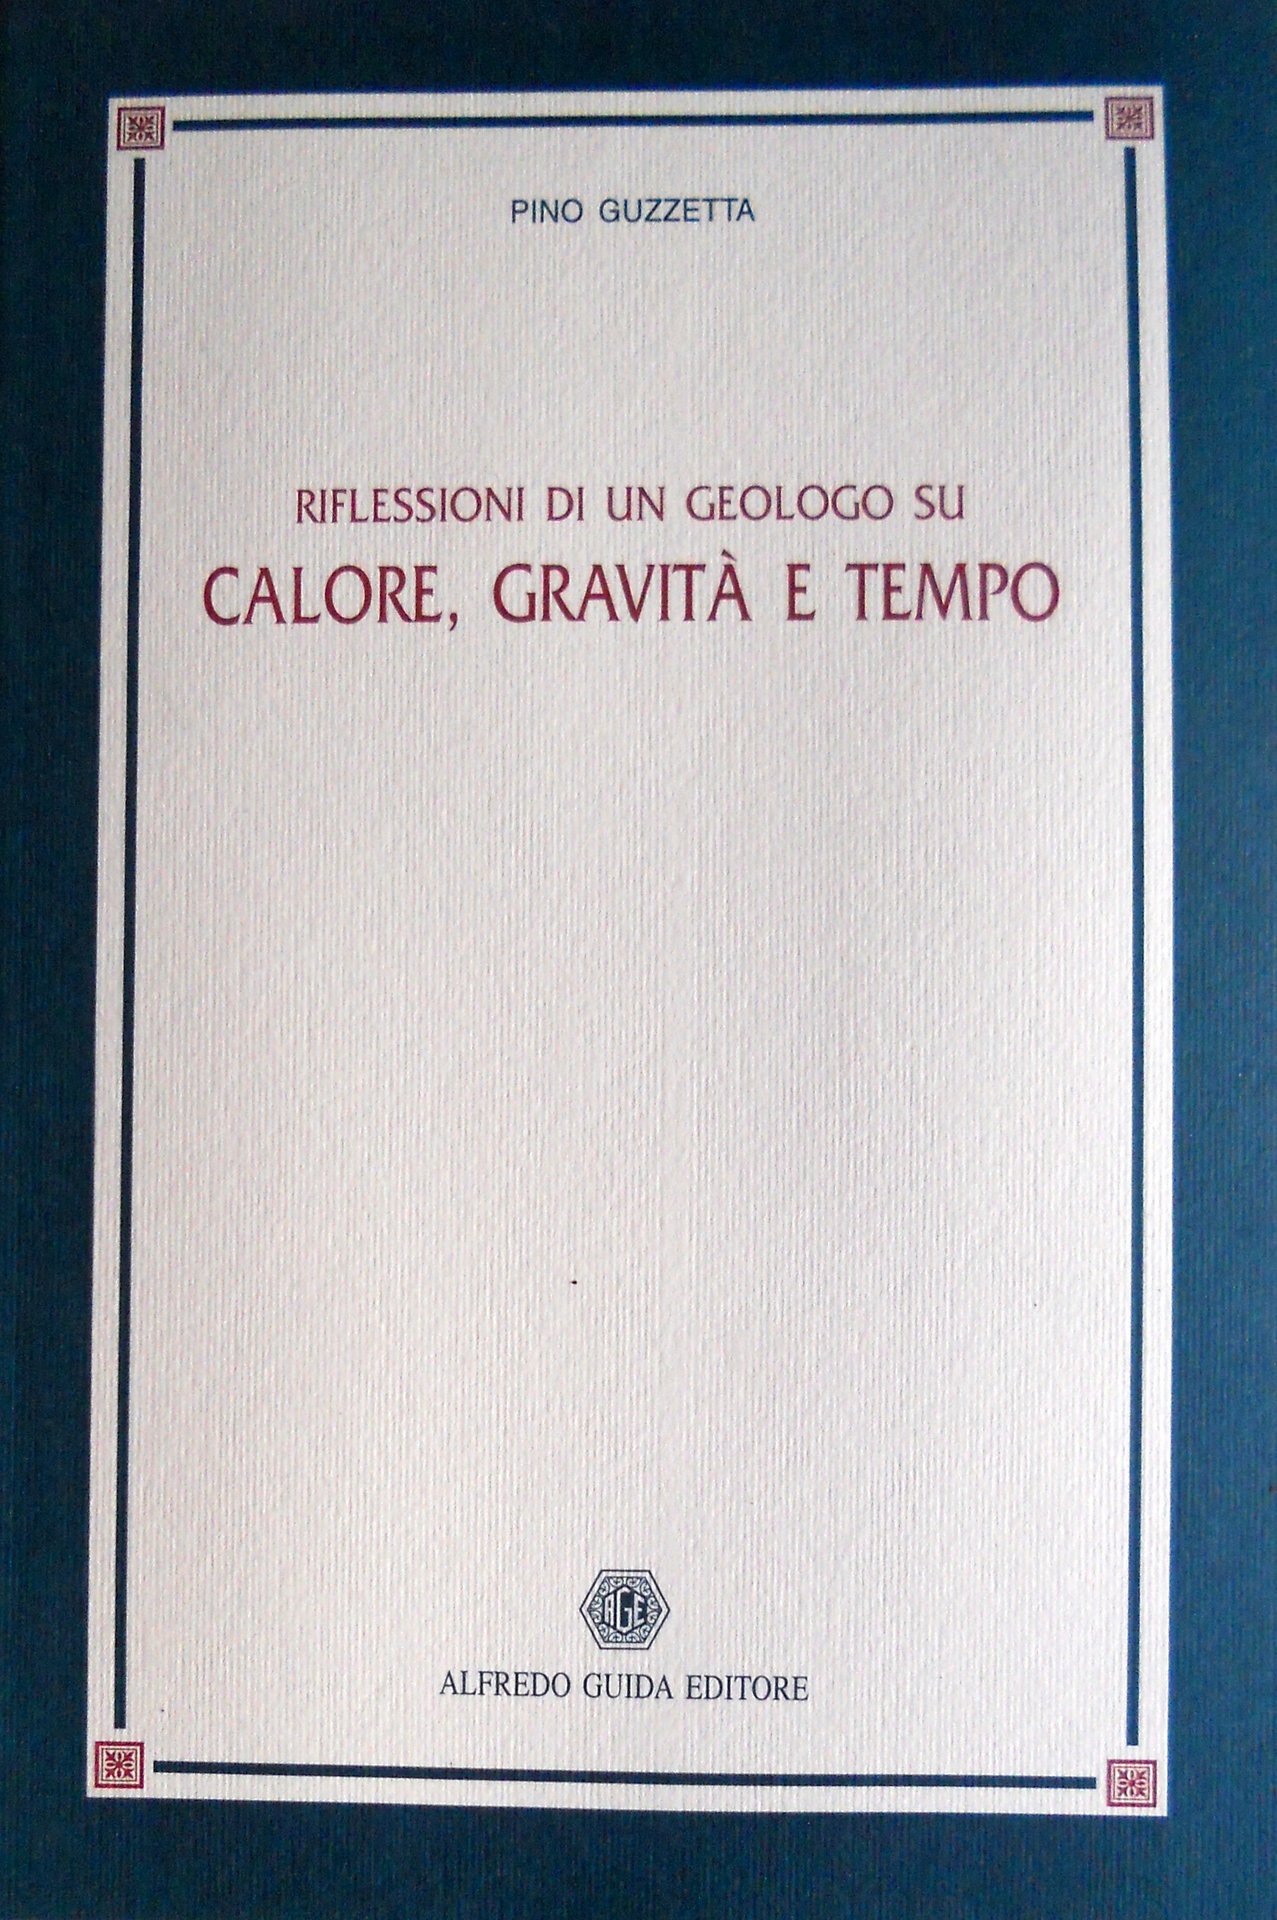 PINO GUZZETTA
RIFLESSIONI DI UN GEOLOGO SU
CALORE, GRAVITÀ E TEMPO
AGE
ALFREDO GUIDA EDITORE